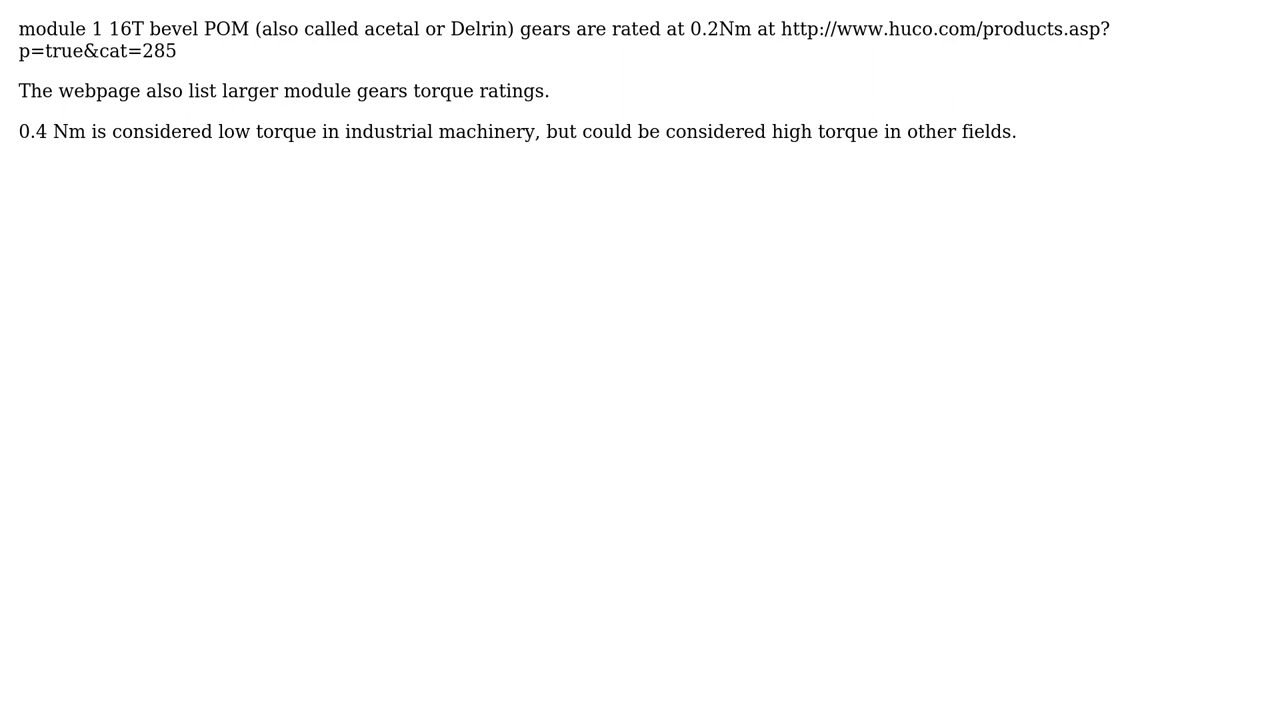 module 1 16T bevel POM (also called acetal or Delrin) gears are rated at 0.2Nm at http://www.huco.com/products.asp?
p=true&cat=285
The webpage also list larger module gears torque ratings.
0.4 Nm is considered low torque in industrial machinery, but could be considered high torque in other fields.